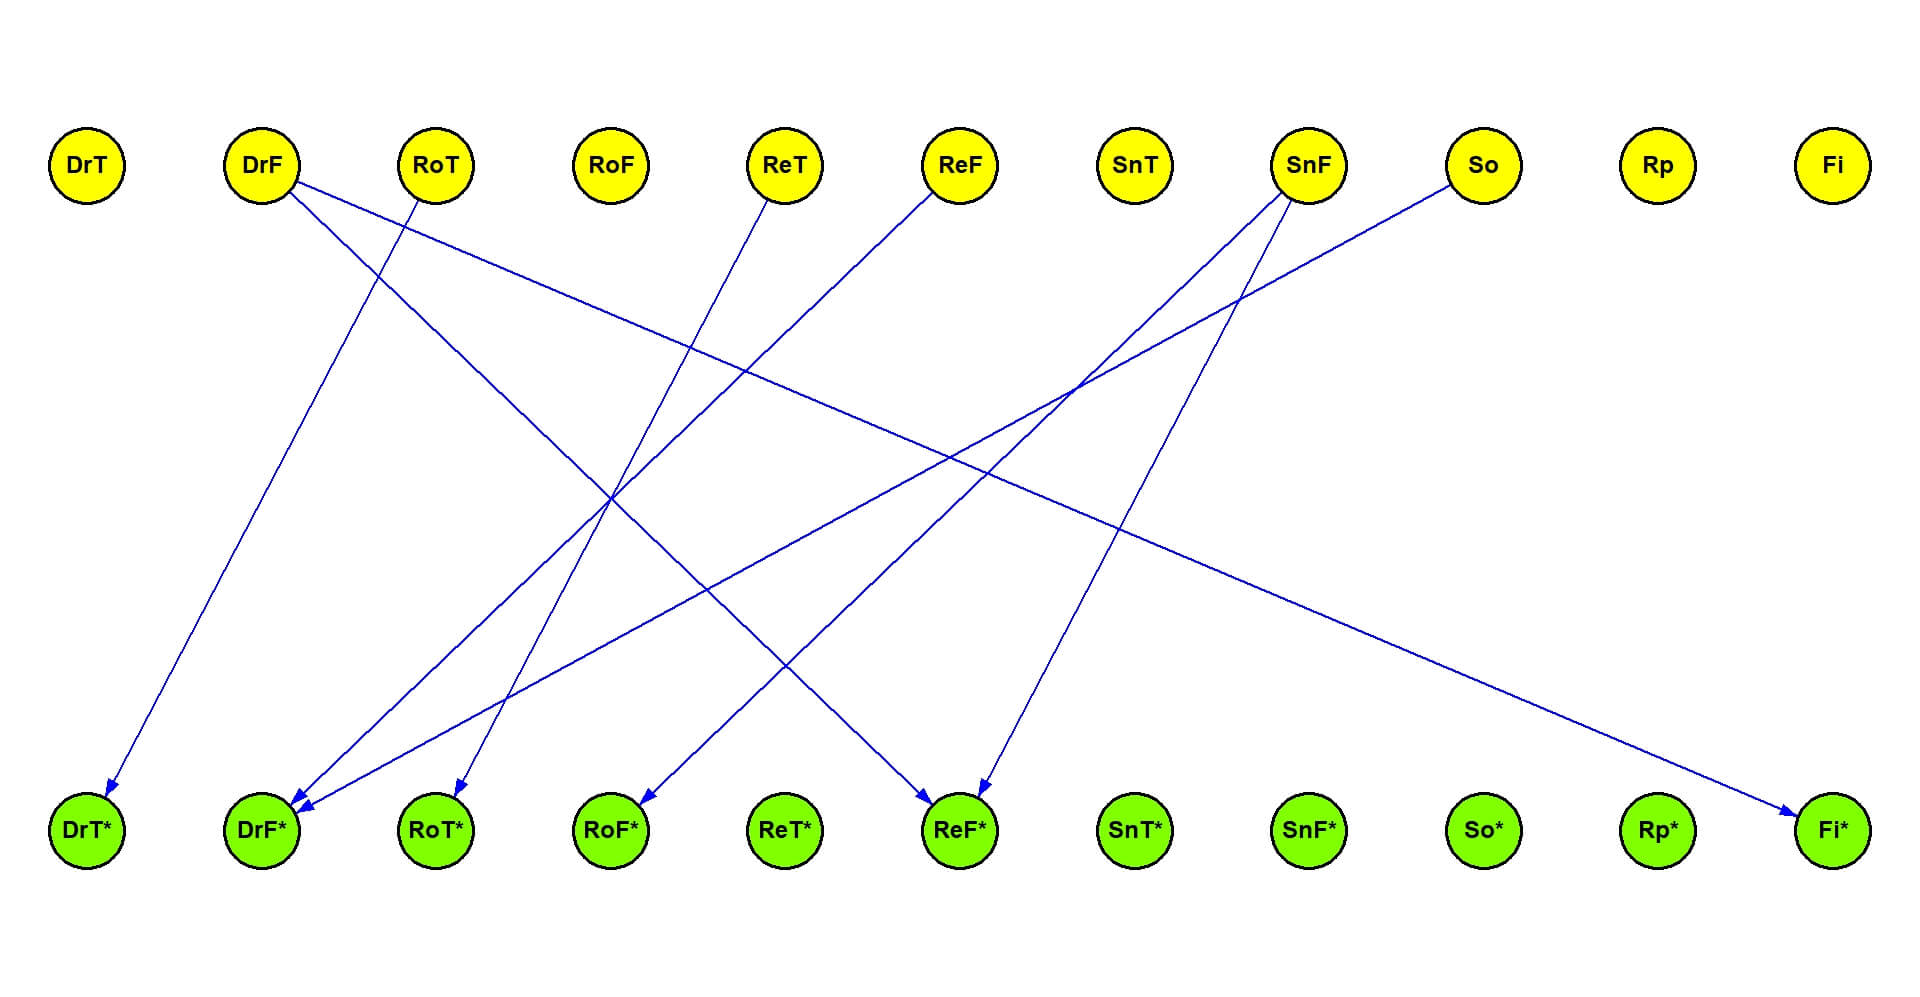 DrT DrF RoT RoF ReT ReF SnT SnF So Rp Fi
DrT* DrF* RoT* RoF* ReT* ReF* SnT* SnF* So* Rp* Fi*